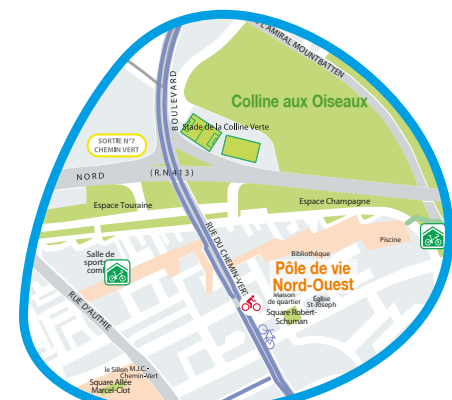 L'AMIRAL MOUNTBATTEN
BOULEVARD
Colline aux Oiseaux
Stade de la Colline Verte
SORTIE N°7
CHEMIN VERT
NORD
(R.N.413)
Espace Touraine
Espace Champagne
RUE DU CHEMIN-VERT
Piscine
Bibliothèque
Salle de
sports
com
Pôle de vie
Nord-Ouest
Maison
de quartier
Église
St-Joseph
Square Robert-
Schuman
RUE D'AUTHIE
le Sillon
M.J.C.-
Chemin-Vert
Square Allée
Marcel-Clot